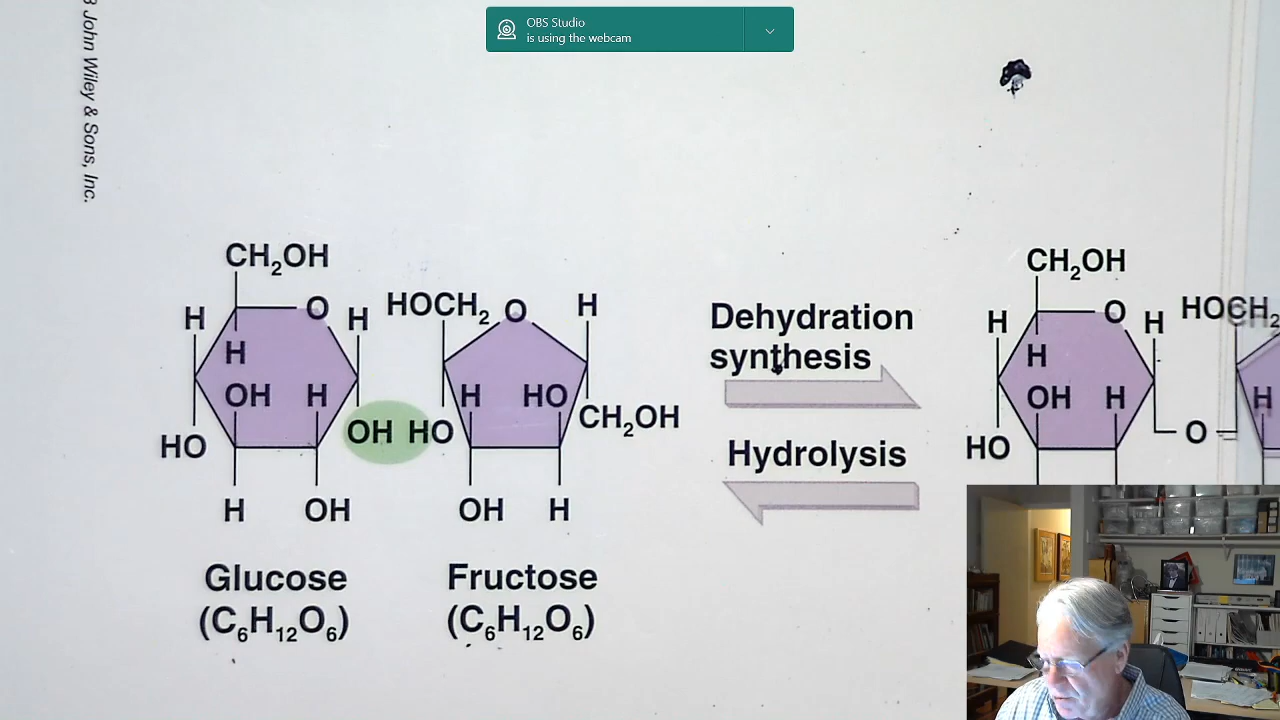 OBS Studio
is using the webcam
John Wiley & Sons, Inc.
CH2OH
H
O
H
H
OH
H
HO
OH
H
OH
HOCH2
O
H
H
HO
HO
CH2OH
OH
H
Glucose
(C6H12O6)
Fructose
(C6H12O6)
Dehydration
synthesis
Hydrolysis
CH2OH
H
O
H
H
OH
H
HO
O
HOCH2
H